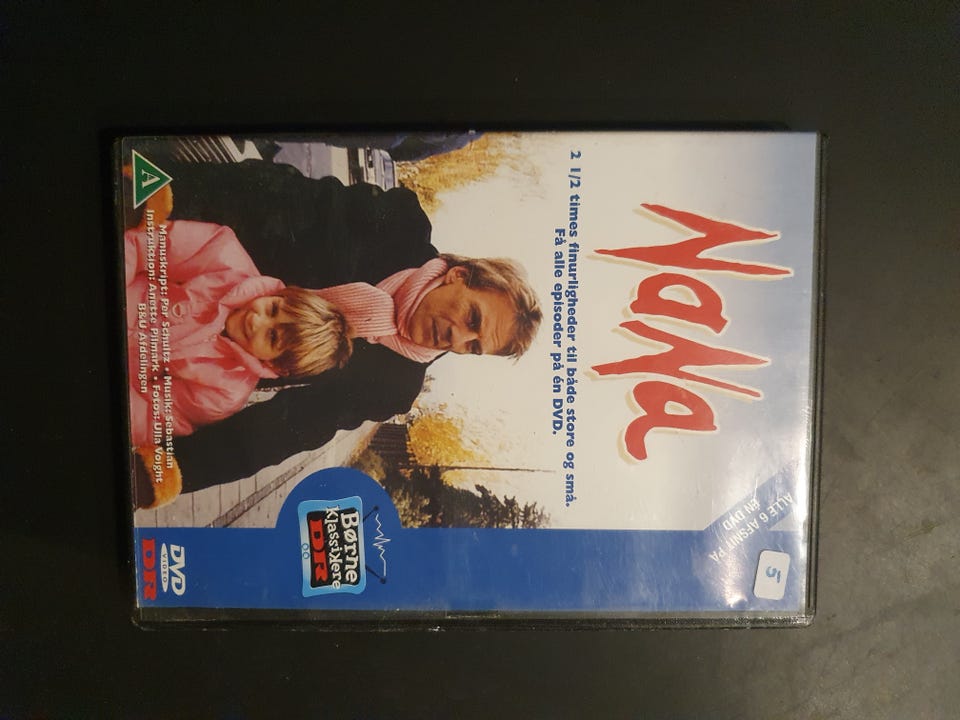 NaNa
2 1/2 times finurligheder til både store og små.
Få alle episoder på én DVD.
ALLE 6 AFSNIT PÅ
ÉN DVD
5
Børne
Klassikere
DR
A
Manuskript: Per Schultz • Musik: Sebastian
Instruktion: Anette Pilmark • Fotos: Ulla Voight
B&U Afdelingen
DVD
VIDEO
DR